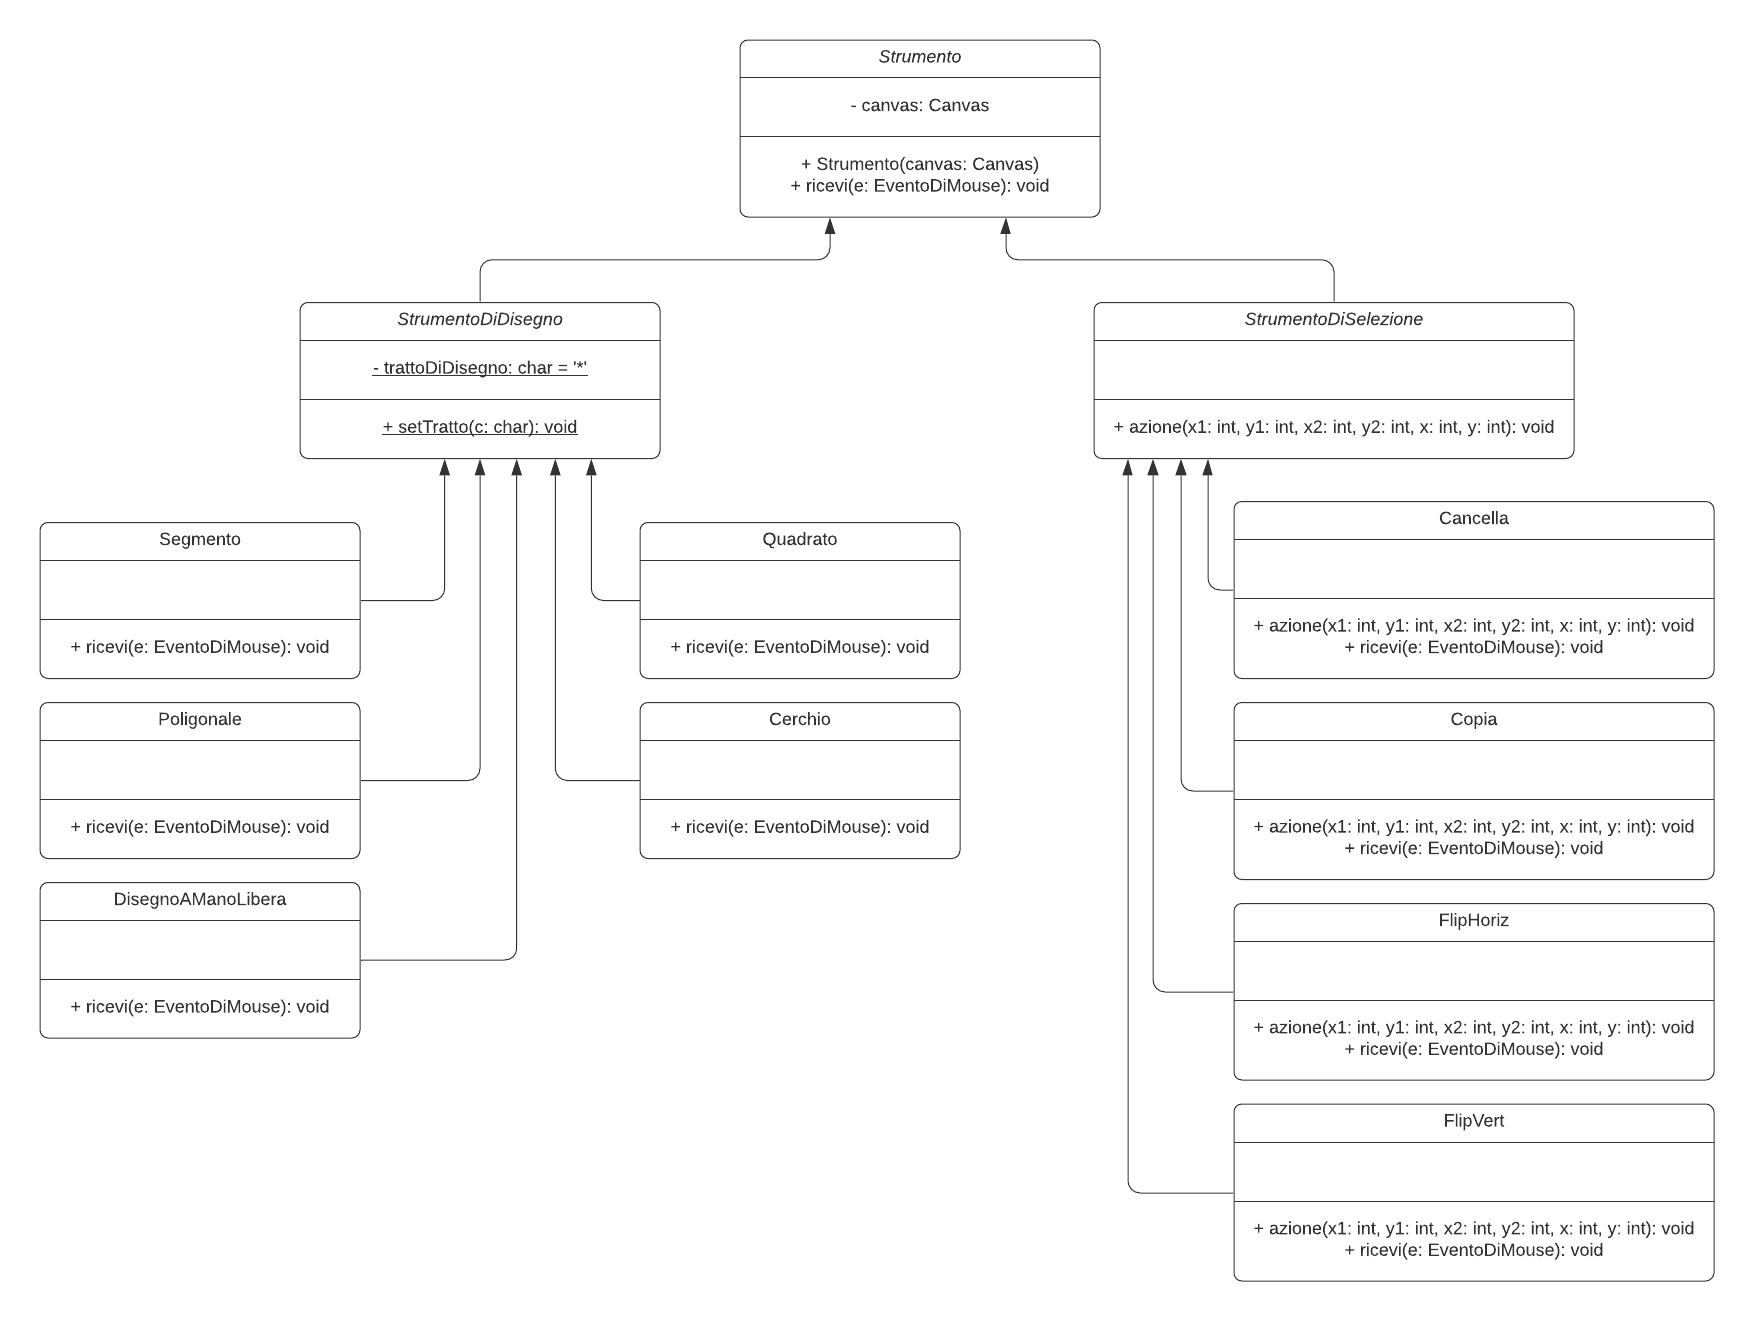 Strumento
- canvas: Canvas
+ Strumento(canvas: Canvas)
+ ricevi(e: EventoDiMouse): void
StrumentoDiDisegno
- trattoDiDisegno: char = '*'
+ setTratto(c: char): void
StrumentoDiSelezione
+ azione(x1: int, y1: int, x2: int, y2: int, x: int, y: int): void
Segmento
+ ricevi(e: EventoDiMouse): void
Poligonale
+ ricevi(e: EventoDiMouse): void
DisegnoAManoLibera
+ ricevi(e: EventoDiMouse): void
Quadrato
+ ricevi(e: EventoDiMouse): void
Cerchio
+ ricevi(e: EventoDiMouse): void
Cancella
+ azione(x1: int, y1: int, x2: int, y2: int, x: int, y: int): void
+ ricevi(e: EventoDiMouse): void
Copia
+ azione(x1: int, y1: int, x2: int, y2: int, x: int, y: int): void
+ ricevi(e: EventoDiMouse): void
FlipHoriz
+ azione(x1: int, y1: int, x2: int, y2: int, x: int, y: int): void
+ ricevi(e: EventoDiMouse): void
FlipVert
+ azione(x1: int, y1: int, x2: int, y2: int, x: int, y: int): void
+ ricevi(e: EventoDiMouse): void